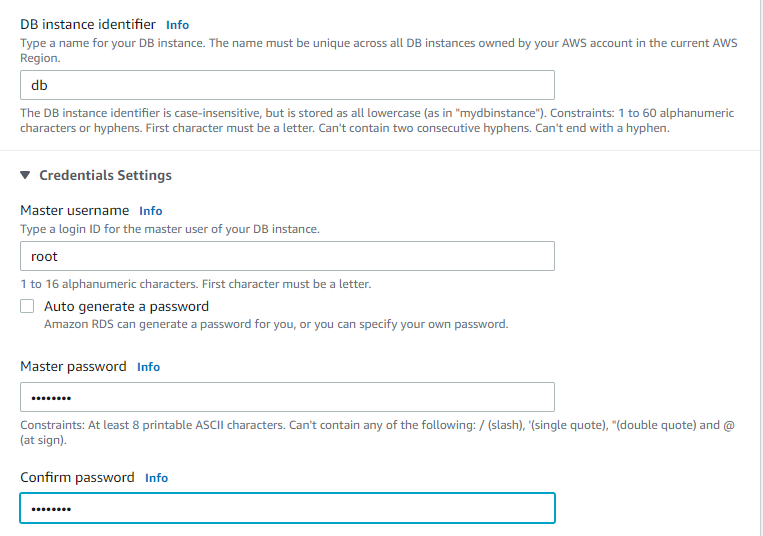 DB instance identifier Info
Type a name for your DB instance. The name must be unique across all DB instances owned by your AWS account in the current AWS
Region.
db
The DB instance identifier is case-insensitive, but is stored as all lowercase (as in "mydbinstance"). Constraints: 1 to 60 alphanumeric
characters or hyphens. First character must be a letter. Can't contain two consecutive hyphens. Can't end with a hyphen.
Credentials Settings
Master username Info
Type a login ID for the master user of your DB instance.
root
1 to 16 alphanumeric characters. First character must be a letter.
Auto generate a password
Amazon RDS can generate a password for you, or you can specify your own password.
Master password Info
••••••••
Constraints: At least 8 printable ASCII characters. Can't contain any of the following: / (slash), '(single quote), "(double quote) and @
(at sign).
Confirm password Info
••••••••